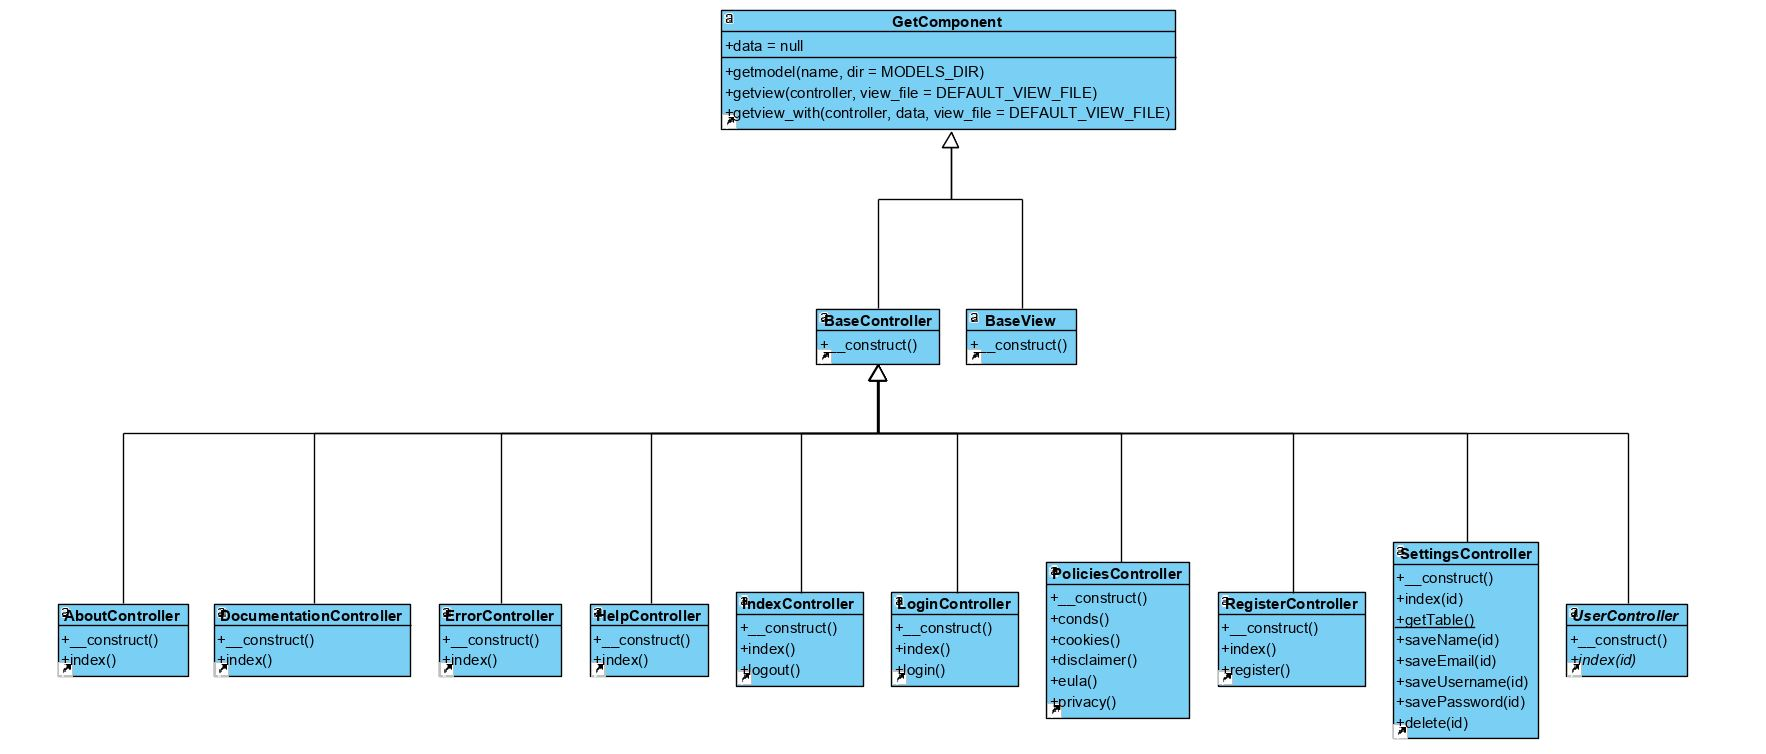 a
GetComponent
+data = null
+getmodel(name, dir = MODELS_DIR)
+getview(controller, view_file = DEFAULT_VIEW_FILE)
+getview_with(controller, data, view_file = DEFAULT_VIEW_FILE)
a
BaseController
+__construct()
a
BaseView
+__construct()
a
AboutController
+__construct()
+index()
a
DocumentationController
+__construct()
+index()
a
ErrorController
+__construct()
+index()
a
HelpController
+__construct()
+index()
a
IndexController
+__construct()
+index()
+logout()
a
LoginController
+__construct()
+index()
+login()
a
PoliciesController
+__construct()
+conds()
+cookies()
+disclaimer()
+eula()
+privacy()
a
RegisterController
+__construct()
+index()
+register()
a
SettingsController
+__construct()
+index(id)
+getTable()
+saveName(id)
+saveEmail(id)
+saveUsername(id)
+savePassword(id)
+delete(id)
a
UserController
+__construct()
+index(id)